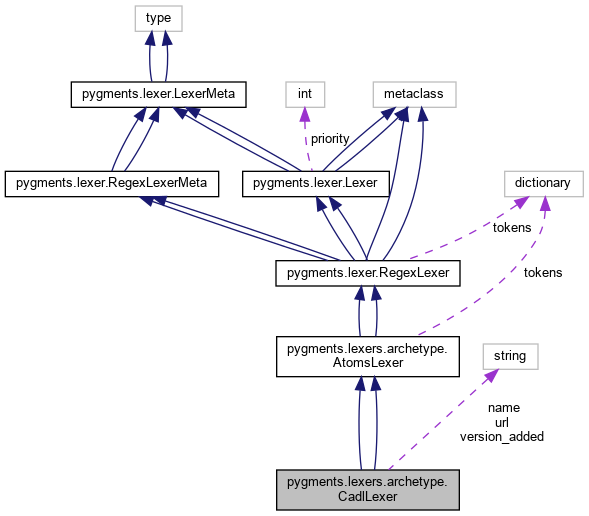 type
pygments.lexer.LexerMeta
int
metaclass
priority
pygments.lexer.RegexLexerMeta
pygments.lexer.Lexer
dictionary
tokens
pygments.lexer.RegexLexer
tokens
pygments.lexers.archetype.
AtomsLexer
string
name
url
version_added
pygments.lexers.archetype.
CadlLexer